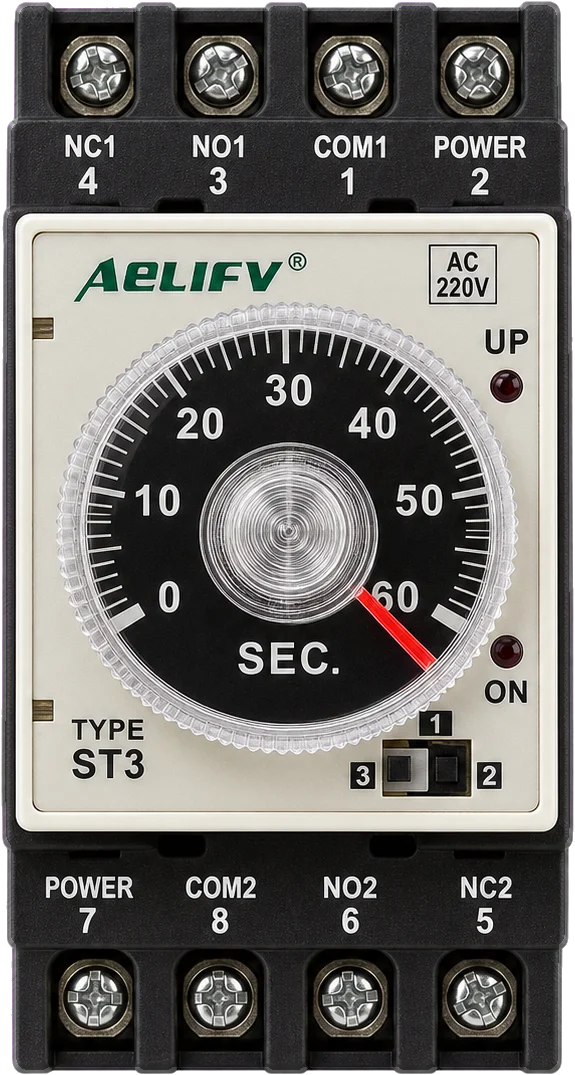 NC1 NO1 COM1 POWER
4 3 1 2
AELIFV®
AC
220V
UP
30
20 40
10 50
0 60
SEC.
ON
TYPE
ST3
1
3 2
POWER COM2 NO2 NC2
7 8 6 5